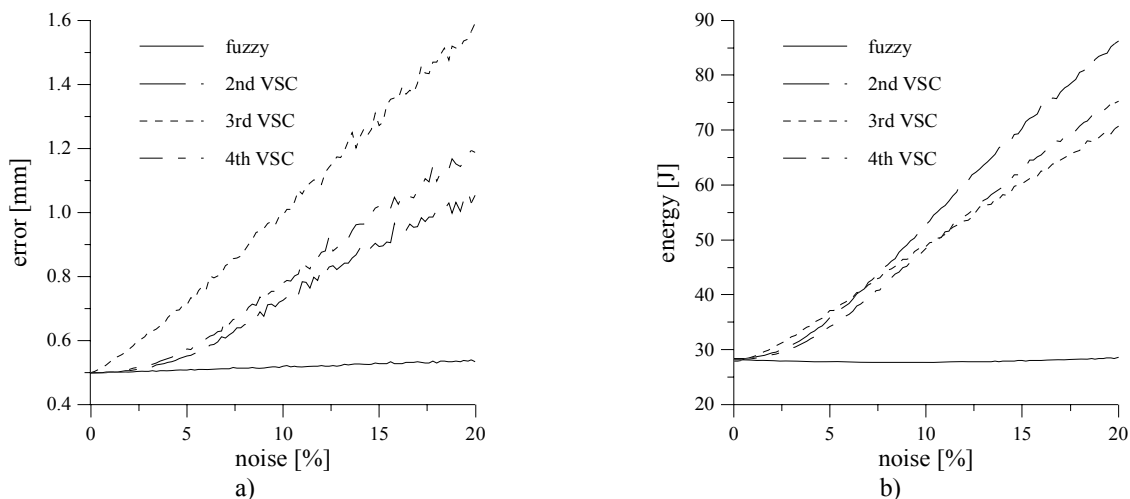 1.6
1.4
1.2
1.0
0.8
0.6
0.4
error [mm]
fuzzy
2nd VSC
3rd VSC
4th VSC
0 5 10 15 20
noise [%]
a)
90
80
70
60
50
40
30
20
energy [J]
fuzzy
2nd VSC
3rd VSC
4th VSC
0 5 10 15 20
noise [%]
b)